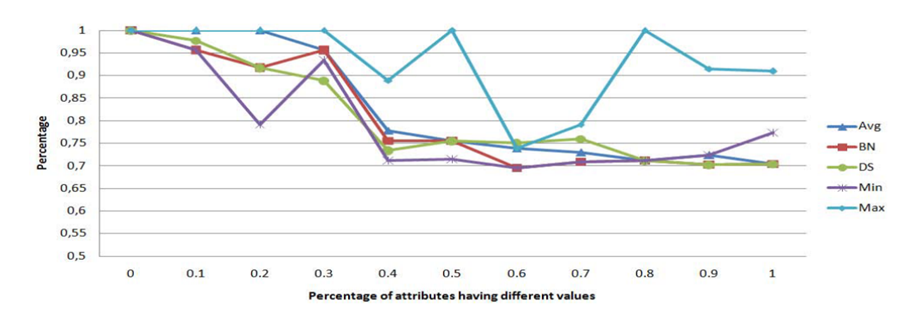 1
0,95
0,9
0,85
0,8
0,75
0,7
0,65
0,6
0,55
0,5
Percentage
0 0.1 0.2 0.3 0.4 0.5 0.6 0.7 0.8 0.9 1
Percentage of attributes having different values
Avg
BN
DS
Min
Max